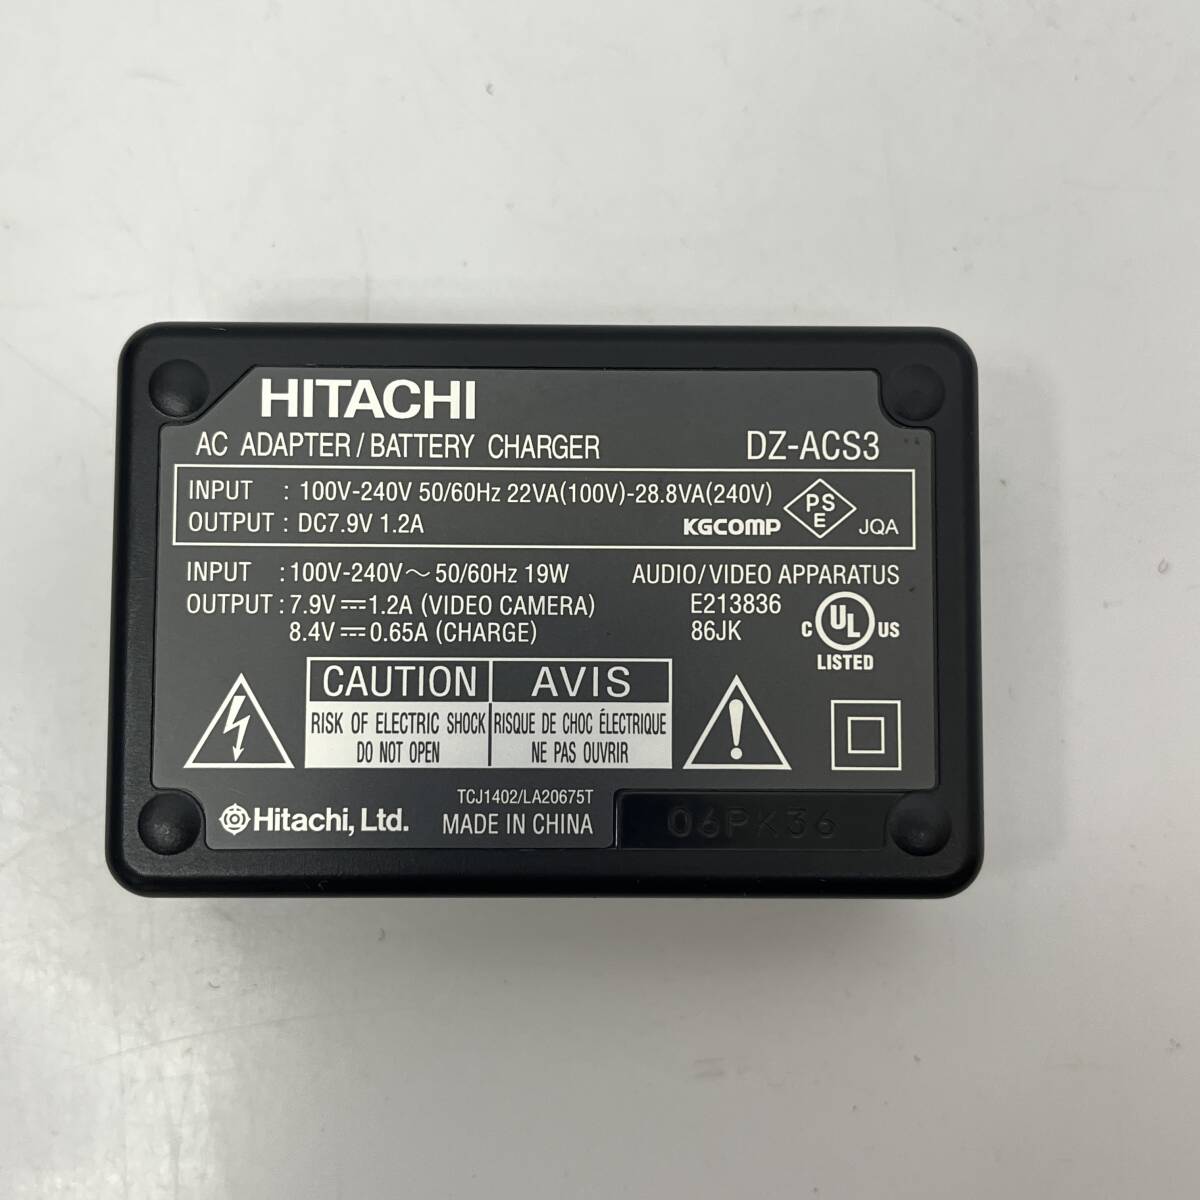 HITACHI
AC ADAPTER/BATTERY CHARGER DZ-ACS3
INPUT : 100V-240V 50/60Hz 22VA(100V)-28.8VA(240V)
OUTPUT : DC7.9V 1.2A KGCOMP PSE JQA
INPUT :100V-240V～50/60Hz 19W AUDIO/VIDEO APPARATUS
OUTPUT :7.9V⎓1.2A (VIDEO CAMERA) E213836
8.4V⎓0.65A (CHARGE) 86JK
C UL US
LISTED
CAUTION AVIS
RISK OF ELECTRIC SHOCK RISQUE DE CHOC ÉLECTRIQUE
DO NOT OPEN NE PAS OUVRIR
TCJ1402/LA20675T
Hitachi, Ltd. MADE IN CHINA 06PK36